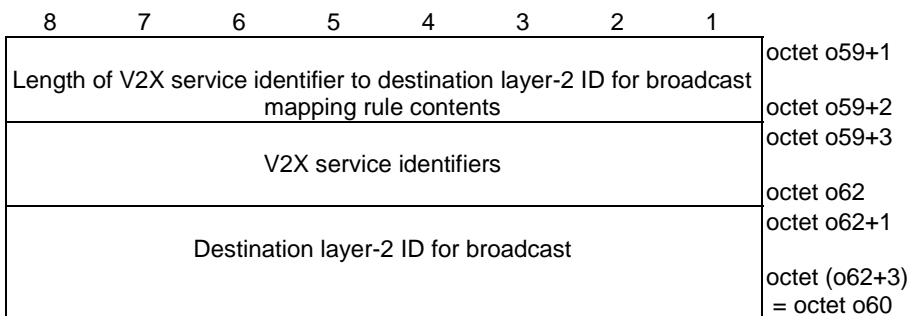 8 7 6 5 4 3 2 1
octet o59+1
Length of V2X service identifier to destination layer-2 ID for broadcast
mapping rule contents
octet o59+2
octet o59+3
V2X service identifiers
octet o62
octet o62+1
Destination layer-2 ID for broadcast
octet (o62+3)
= octet o60